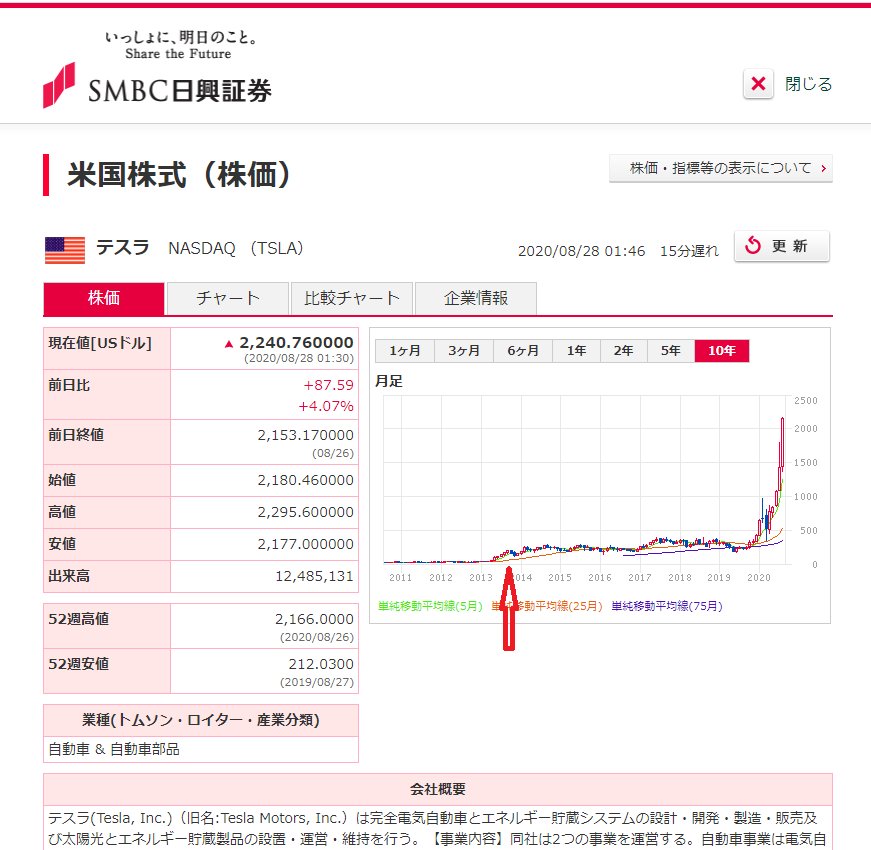 いっしょに、明日のこと。
Share the Future
SMBC日興証券
閉じる
米国株式（株価）
株価・指標等の表示について
テスラ NASDAQ （TSLA） 2020/08/28 01:46 15分遅れ 更新
株価 チャート 比較チャート 企業情報
現在値[USドル] ▲ 2,240.760000
(2020/08/28 01:30)
前日比 +87.59
+4.07%
前日終値 2,153.170000
(08/26)
始値 2,180.460000
高値 2,295.600000
安値 2,177.000000
出来高 12,485,131
52週高値 2,166.0000
(2020/08/26)
52週安値 212.0300
(2019/08/27)
業種(トムソン・ロイター・産業分類)
自動車 & 自動車部品
1ヶ月 3ヶ月 6ヶ月 1年 2年 5年 10年
月足
2500
2000
1500
1000
500
0
2011 2012 2013 2014 2015 2016 2017 2018 2019 2020
単純移動平均線(5月) 単純移動平均線(25月) 単純移動平均線(75月)
会社概要
テスラ(Tesla, Inc.)（旧名:Tesla Motors, Inc.）は完全電気自動車とエネルギー貯蔵システムの設計・開発・製造・販売及
び太陽光とエネルギー貯蔵製品の設置・運営・維持を行う。【事業内容】同社は2つの事業を運営する。自動車事業は電気自